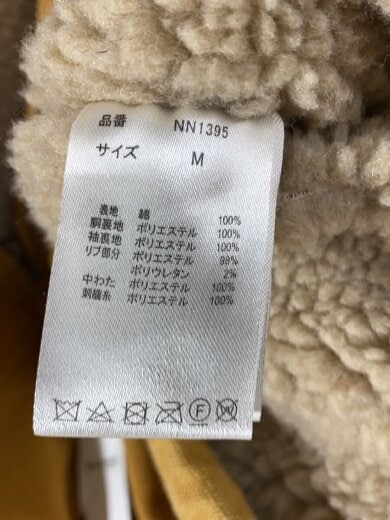 品番 NN1395
サイズ M
表地 綿 100%
胴裏地 ポリエステル 100%
袖裏地 ポリエステル 100%
リブ部分 ポリエステル 98%
ポリウレタン 2%
中わた ポリエステル 100%
刺繍糸 ポリエステル 100%
F W